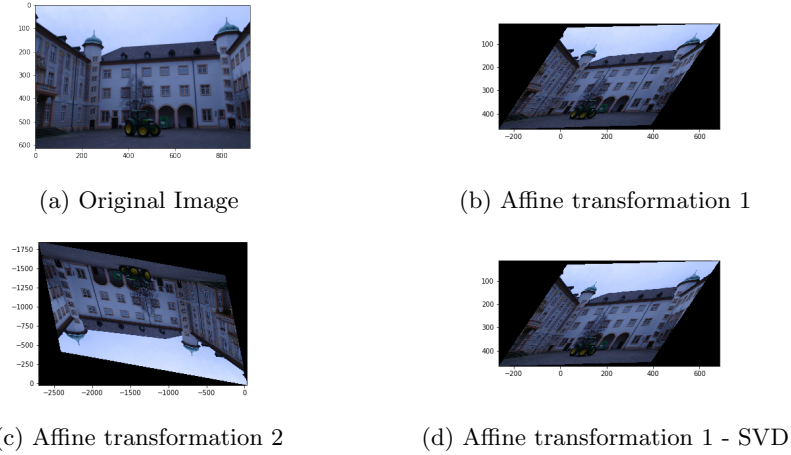 0
100
200
300
400
500
600
0 200 400 600 800
100
200
300
400
−200 0 200 400 600
(a) Original Image
(b) Affine transformation 1
−1750
−1500
−1250
−1000
−750
−500
−250
0
−2500 −2000 −1500 −1000 −500 0
100
200
300
400
−200 0 200 400 600
c) Affine transformation 2
(d) Affine transformation 1 - SVD